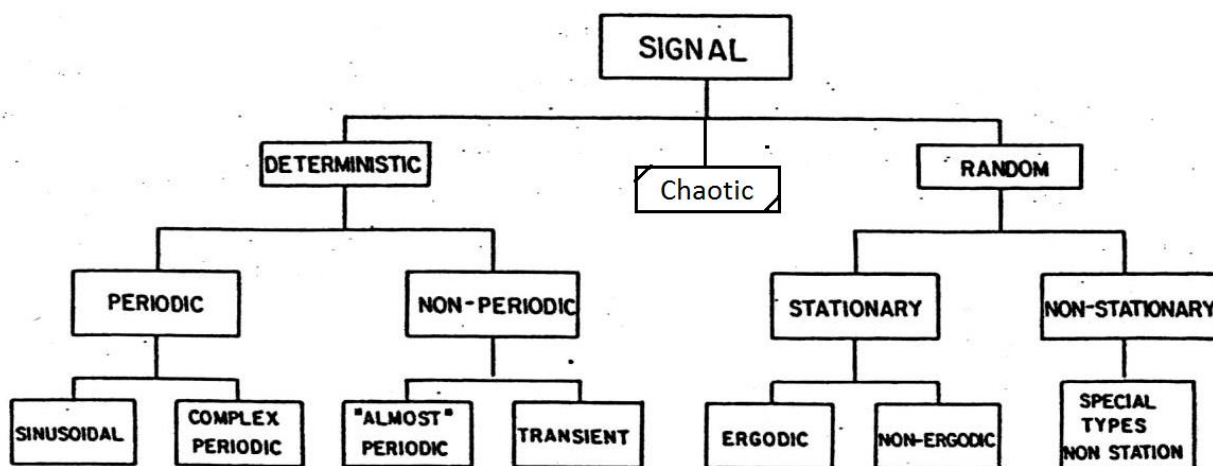 SIGNAL
DETERMINISTIC
Chaotic
RANDOM
PERIODIC
NON-PERIODIC
STATIONARY
NON-STATIONARY
SINUSOIDAL
COMPLEX
PERIODIC
"ALMOST"
PERIODIC
TRANSIENT
ERGODIC
NON-ERGODIC
SPECIAL
TYPES
NON STATION